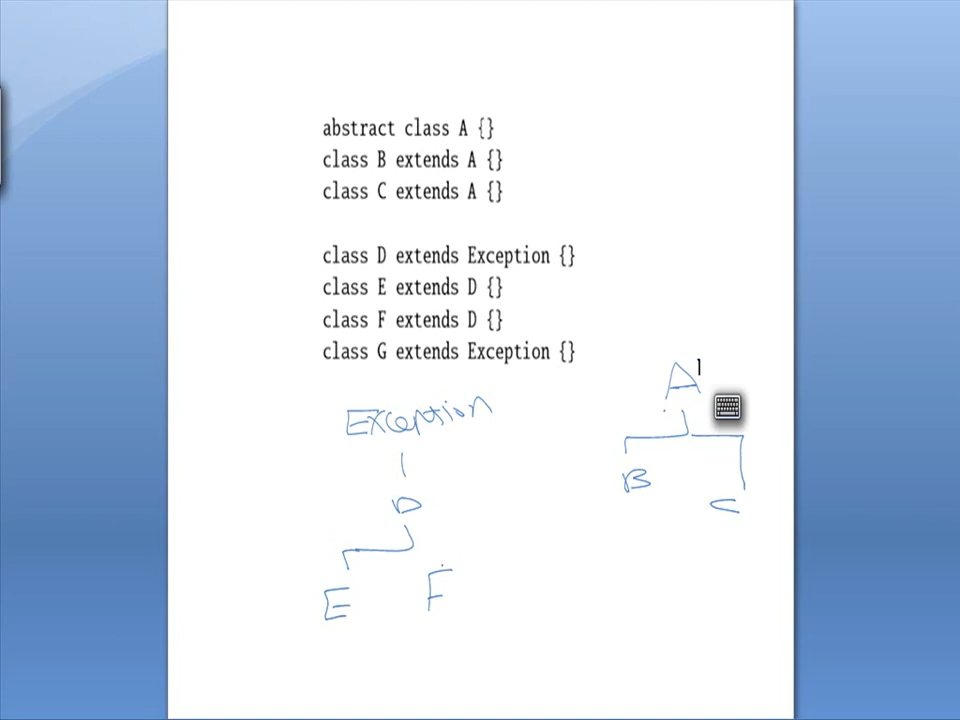 abstract class A {}
class B extends A {}
class C extends A {}
class D extends Exception {}
class E extends D {}
class F extends D {}
class G extends Exception {}
A
Exception
B
C
D
E
F